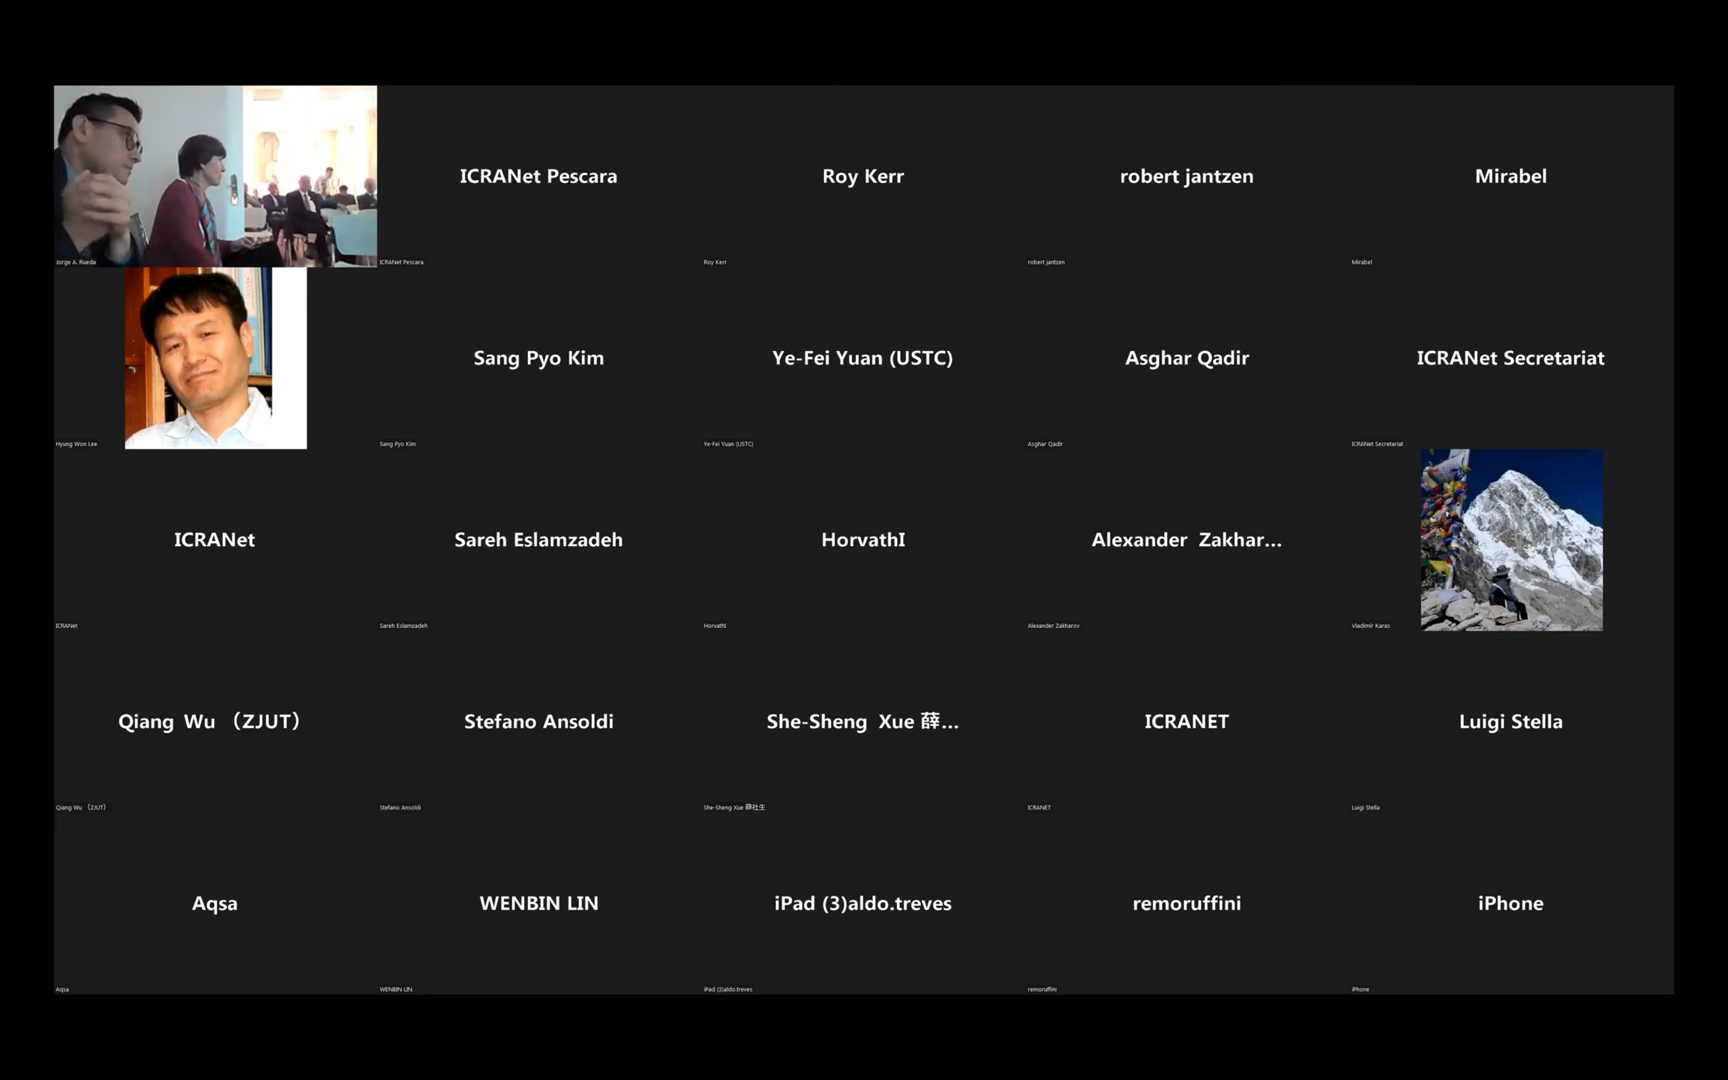 ICRANet Pescara
Roy Kerr
robert jantzen
Mirabel
Jorge A. Rueda
ICRANet Pescara
Roy Kerr
robert jantzen
Mirabel
Sang Pyo Kim
Ye-Fei Yuan (USTC)
Asghar Qadir
ICRANet Secretariat
Hyung Won Lee
Sang Pyo Kim
Ye-Fei Yuan (USTC)
Asghar Qadir
ICRANet Secretariat
ICRANet
Sareh Eslamzadeh
HorvathI
Alexander Zakhar...
ICRANet
Sareh Eslamzadeh
HorvathI
Alexander Zakharov
Vladimir Karas
Qiang Wu （ZJUT）
Stefano Ansoldi
She-Sheng Xue 薛...
ICRANET
Luigi Stella
Qiang Wu （ZJUT）
Stefano Ansoldi
She-Sheng Xue 薛社生
ICRANET
Luigi Stella
Aqsa
WENBIN LIN
iPad (3)aldo.treves
remoruffini
iPhone
Aqsa
WENBIN LIN
iPad (3)aldo.treves
remoruffini
iPhone